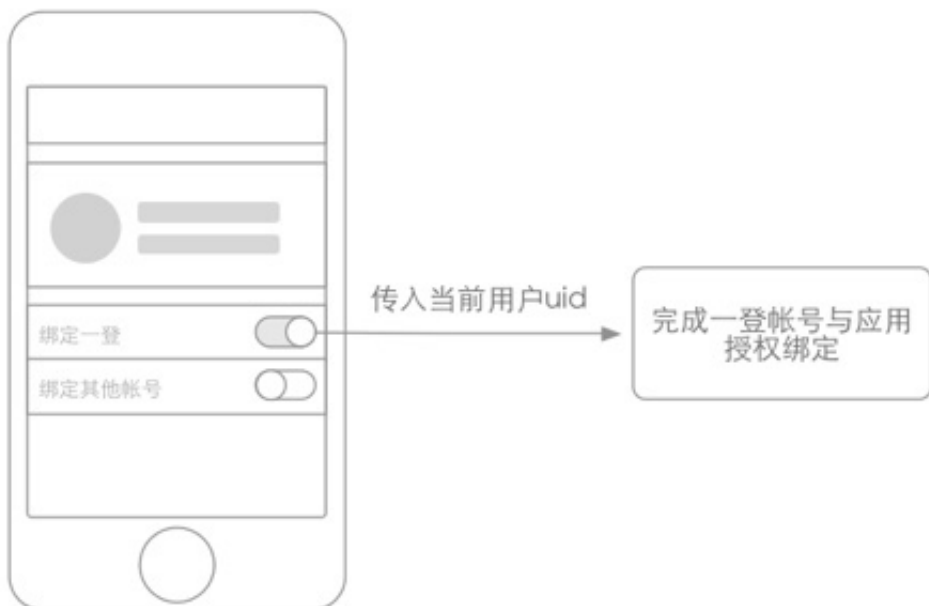 传入当前用户uid
绑定一登
完成一登帐号与应用
授权绑定
绑定其他帐号